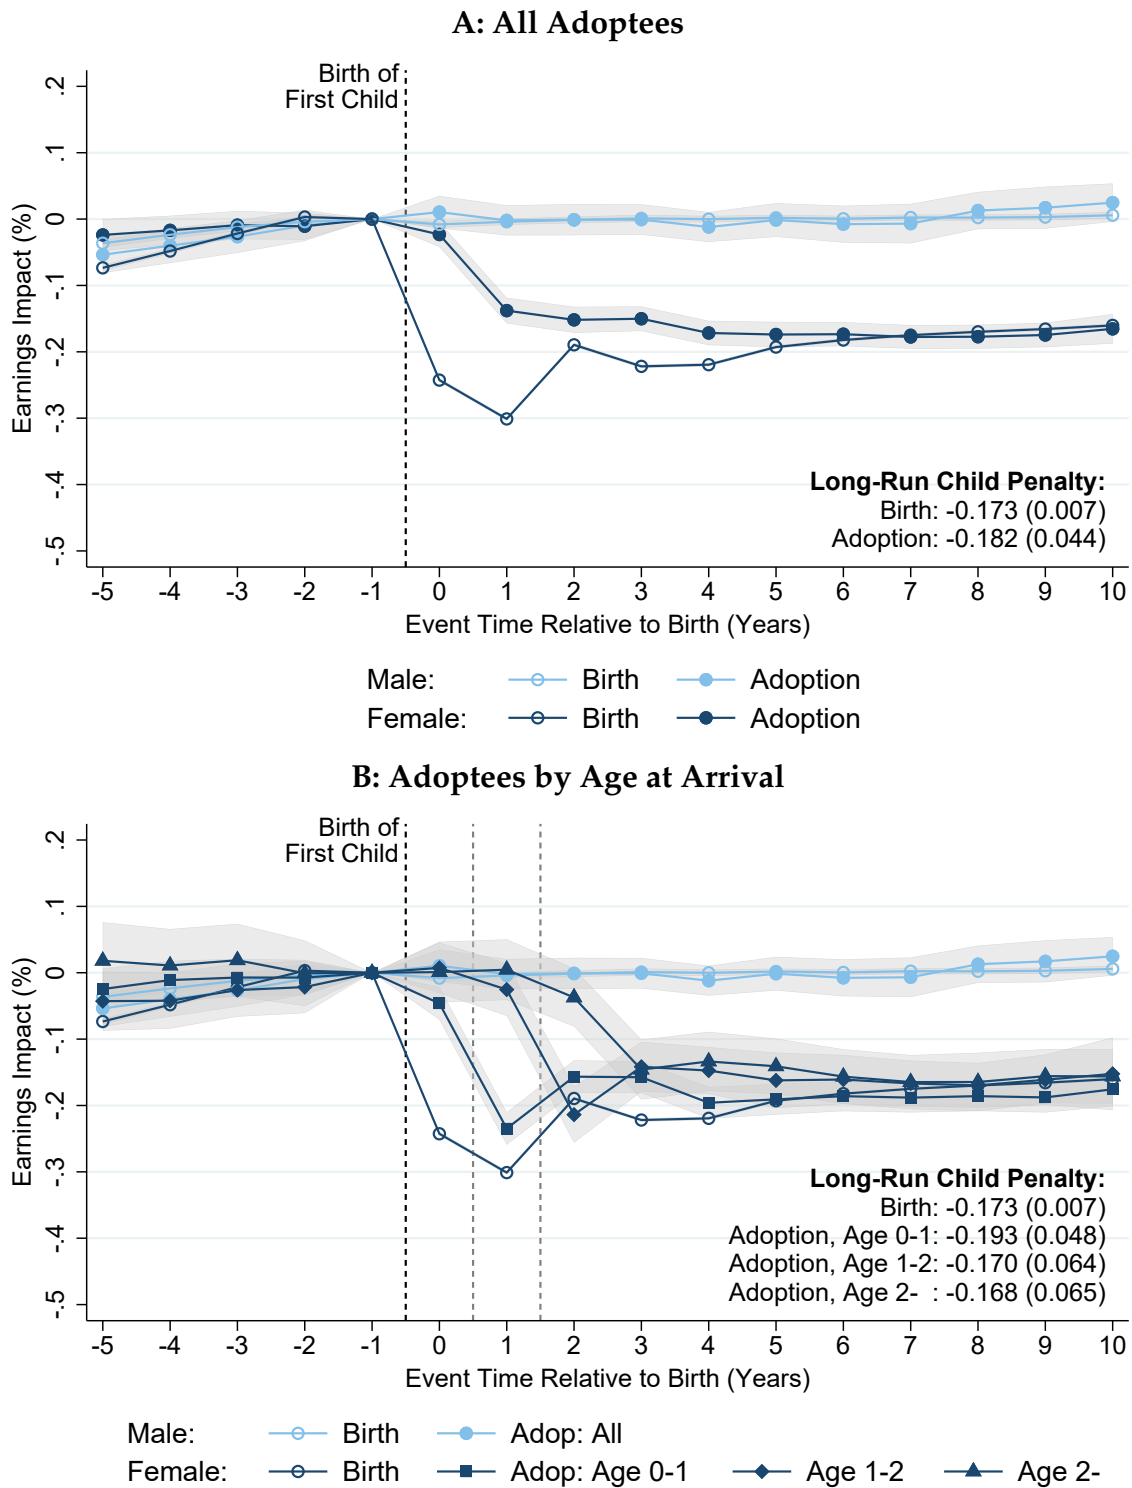 A: All Adoptees
Birth of
First Child
.2
.1
0
-.1
-.2
-.3
-.4
-.5
Earnings Impact (%)
Long-Run Child Penalty:
Birth: -0.173 (0.007)
Adoption: -0.182 (0.044)
-5 -4 -3 -2 -1 0 1 2 3 4 5 6 7 8 9 10
Event Time Relative to Birth (Years)
Male: Birth Adoption
Female: Birth Adoption
B: Adoptees by Age at Arrival
Birth of
First Child
.2
.1
0
-.1
-.2
-.3
-.4
-.5
Earnings Impact (%)
Long-Run Child Penalty:
Birth: -0.173 (0.007)
Adoption, Age 0-1: -0.193 (0.048)
Adoption, Age 1-2: -0.170 (0.064)
Adoption, Age 2-  : -0.168 (0.065)
-5 -4 -3 -2 -1 0 1 2 3 4 5 6 7 8 9 10
Event Time Relative to Birth (Years)
Male: Birth Adop: All
Female: Birth Adop: Age 0-1 Age 1-2 Age 2-